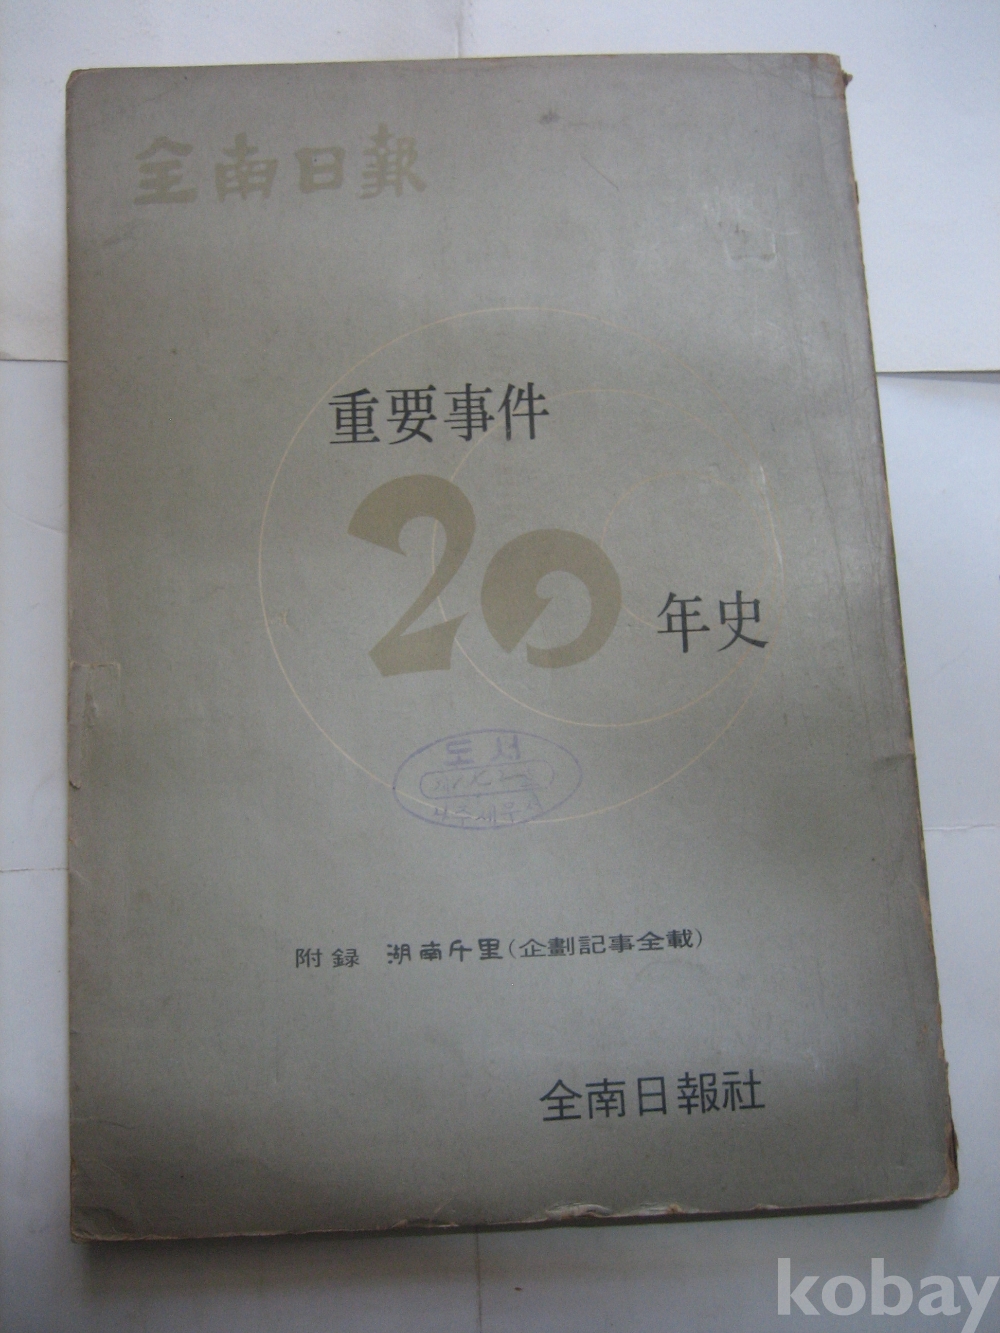 全南日報
重要事件
20
年史
도서
附錄 湖南千里(企劃記事全載)
全南日報社
kobay